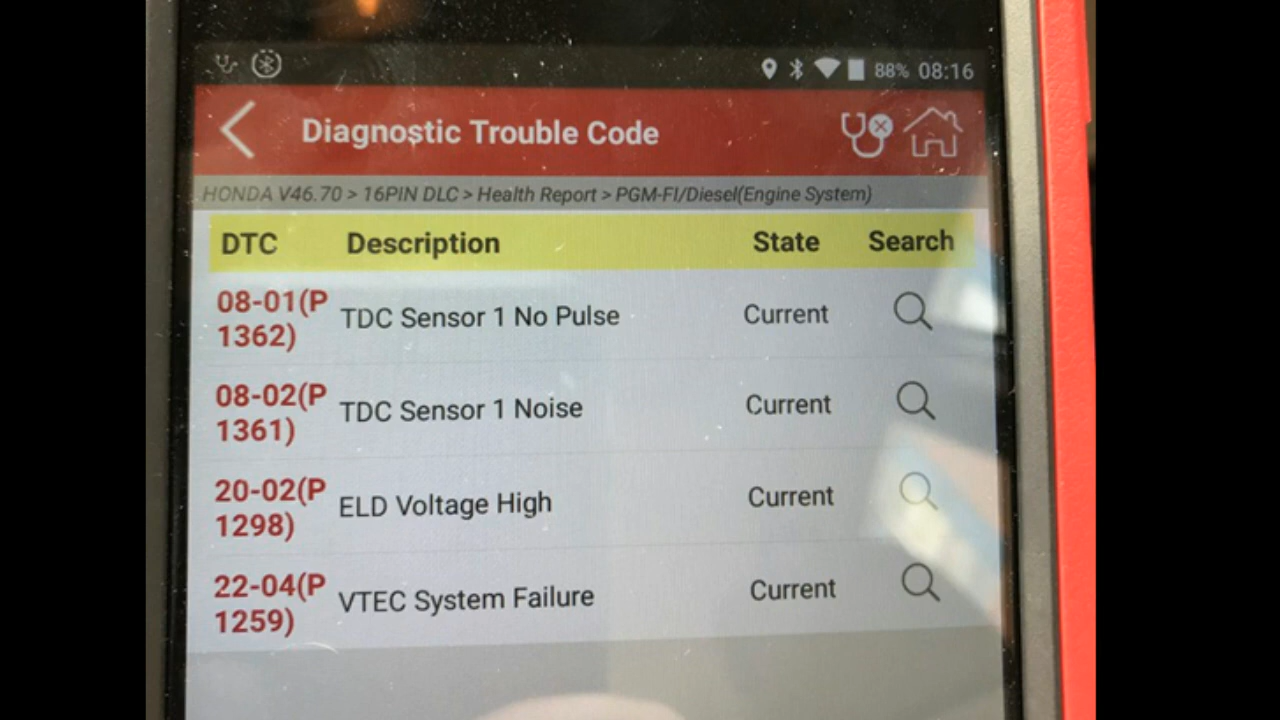 88% 08:16
Diagnostic Trouble Code
HONDA V46.70 > 16PIN DLC > Health Report > PGM-FI/Diesel(Engine System)
DTC Description State Search
08-01(P
1362) TDC Sensor 1 No Pulse Current
08-02(P
1361) TDC Sensor 1 Noise Current
20-02(P
1298) ELD Voltage High Current
22-04(P
1259) VTEC System Failure Current